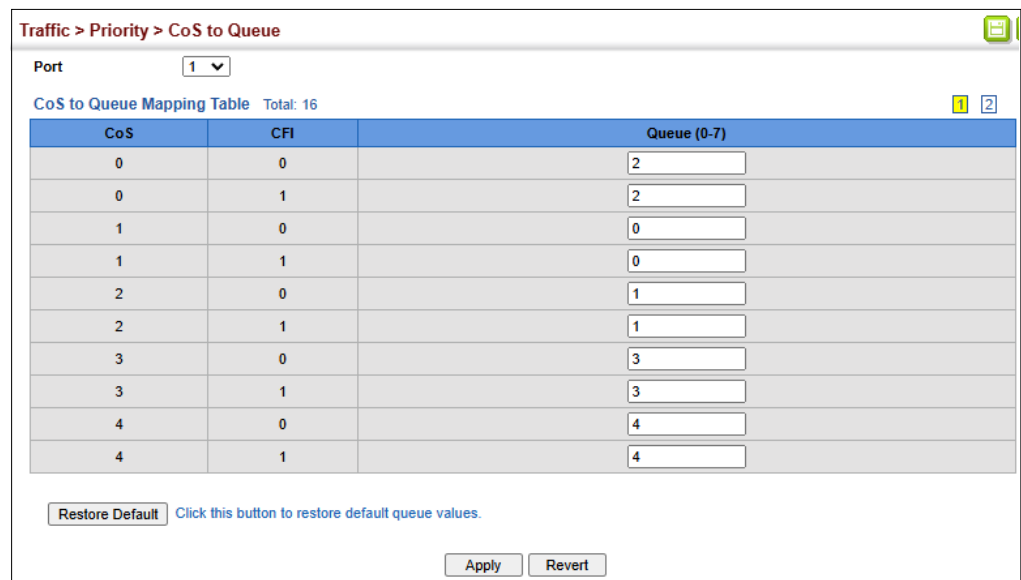 Traffic > Priority > CoS to Queue
Port 1
CoS to Queue Mapping Table Total: 16 1 2
CoS CFI Queue (0-7)
0 0 2
0 1 2
1 0 0
1 1 0
2 0 1
2 1 1
3 0 3
3 1 3
4 0 4
4 1 4
Restore Default Click this button to restore default queue values.
Apply Revert